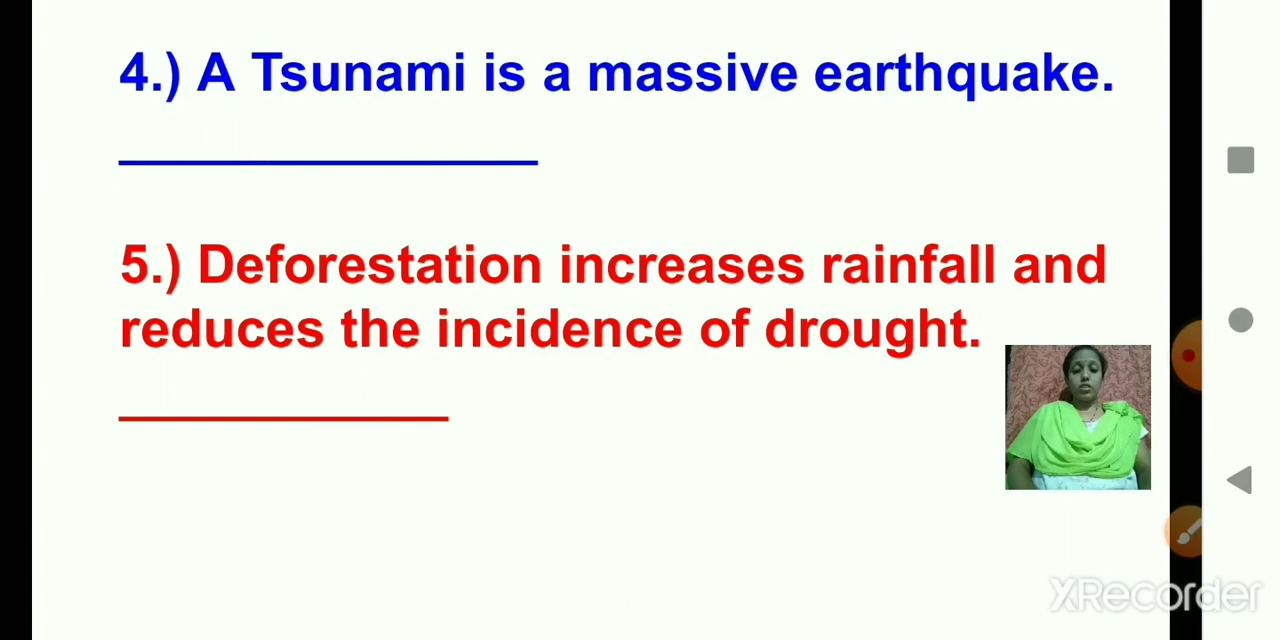 4.) A Tsunami is a massive earthquake.
5.) Deforestation increases rainfall and
reduces the incidence of drought.
XRecorder